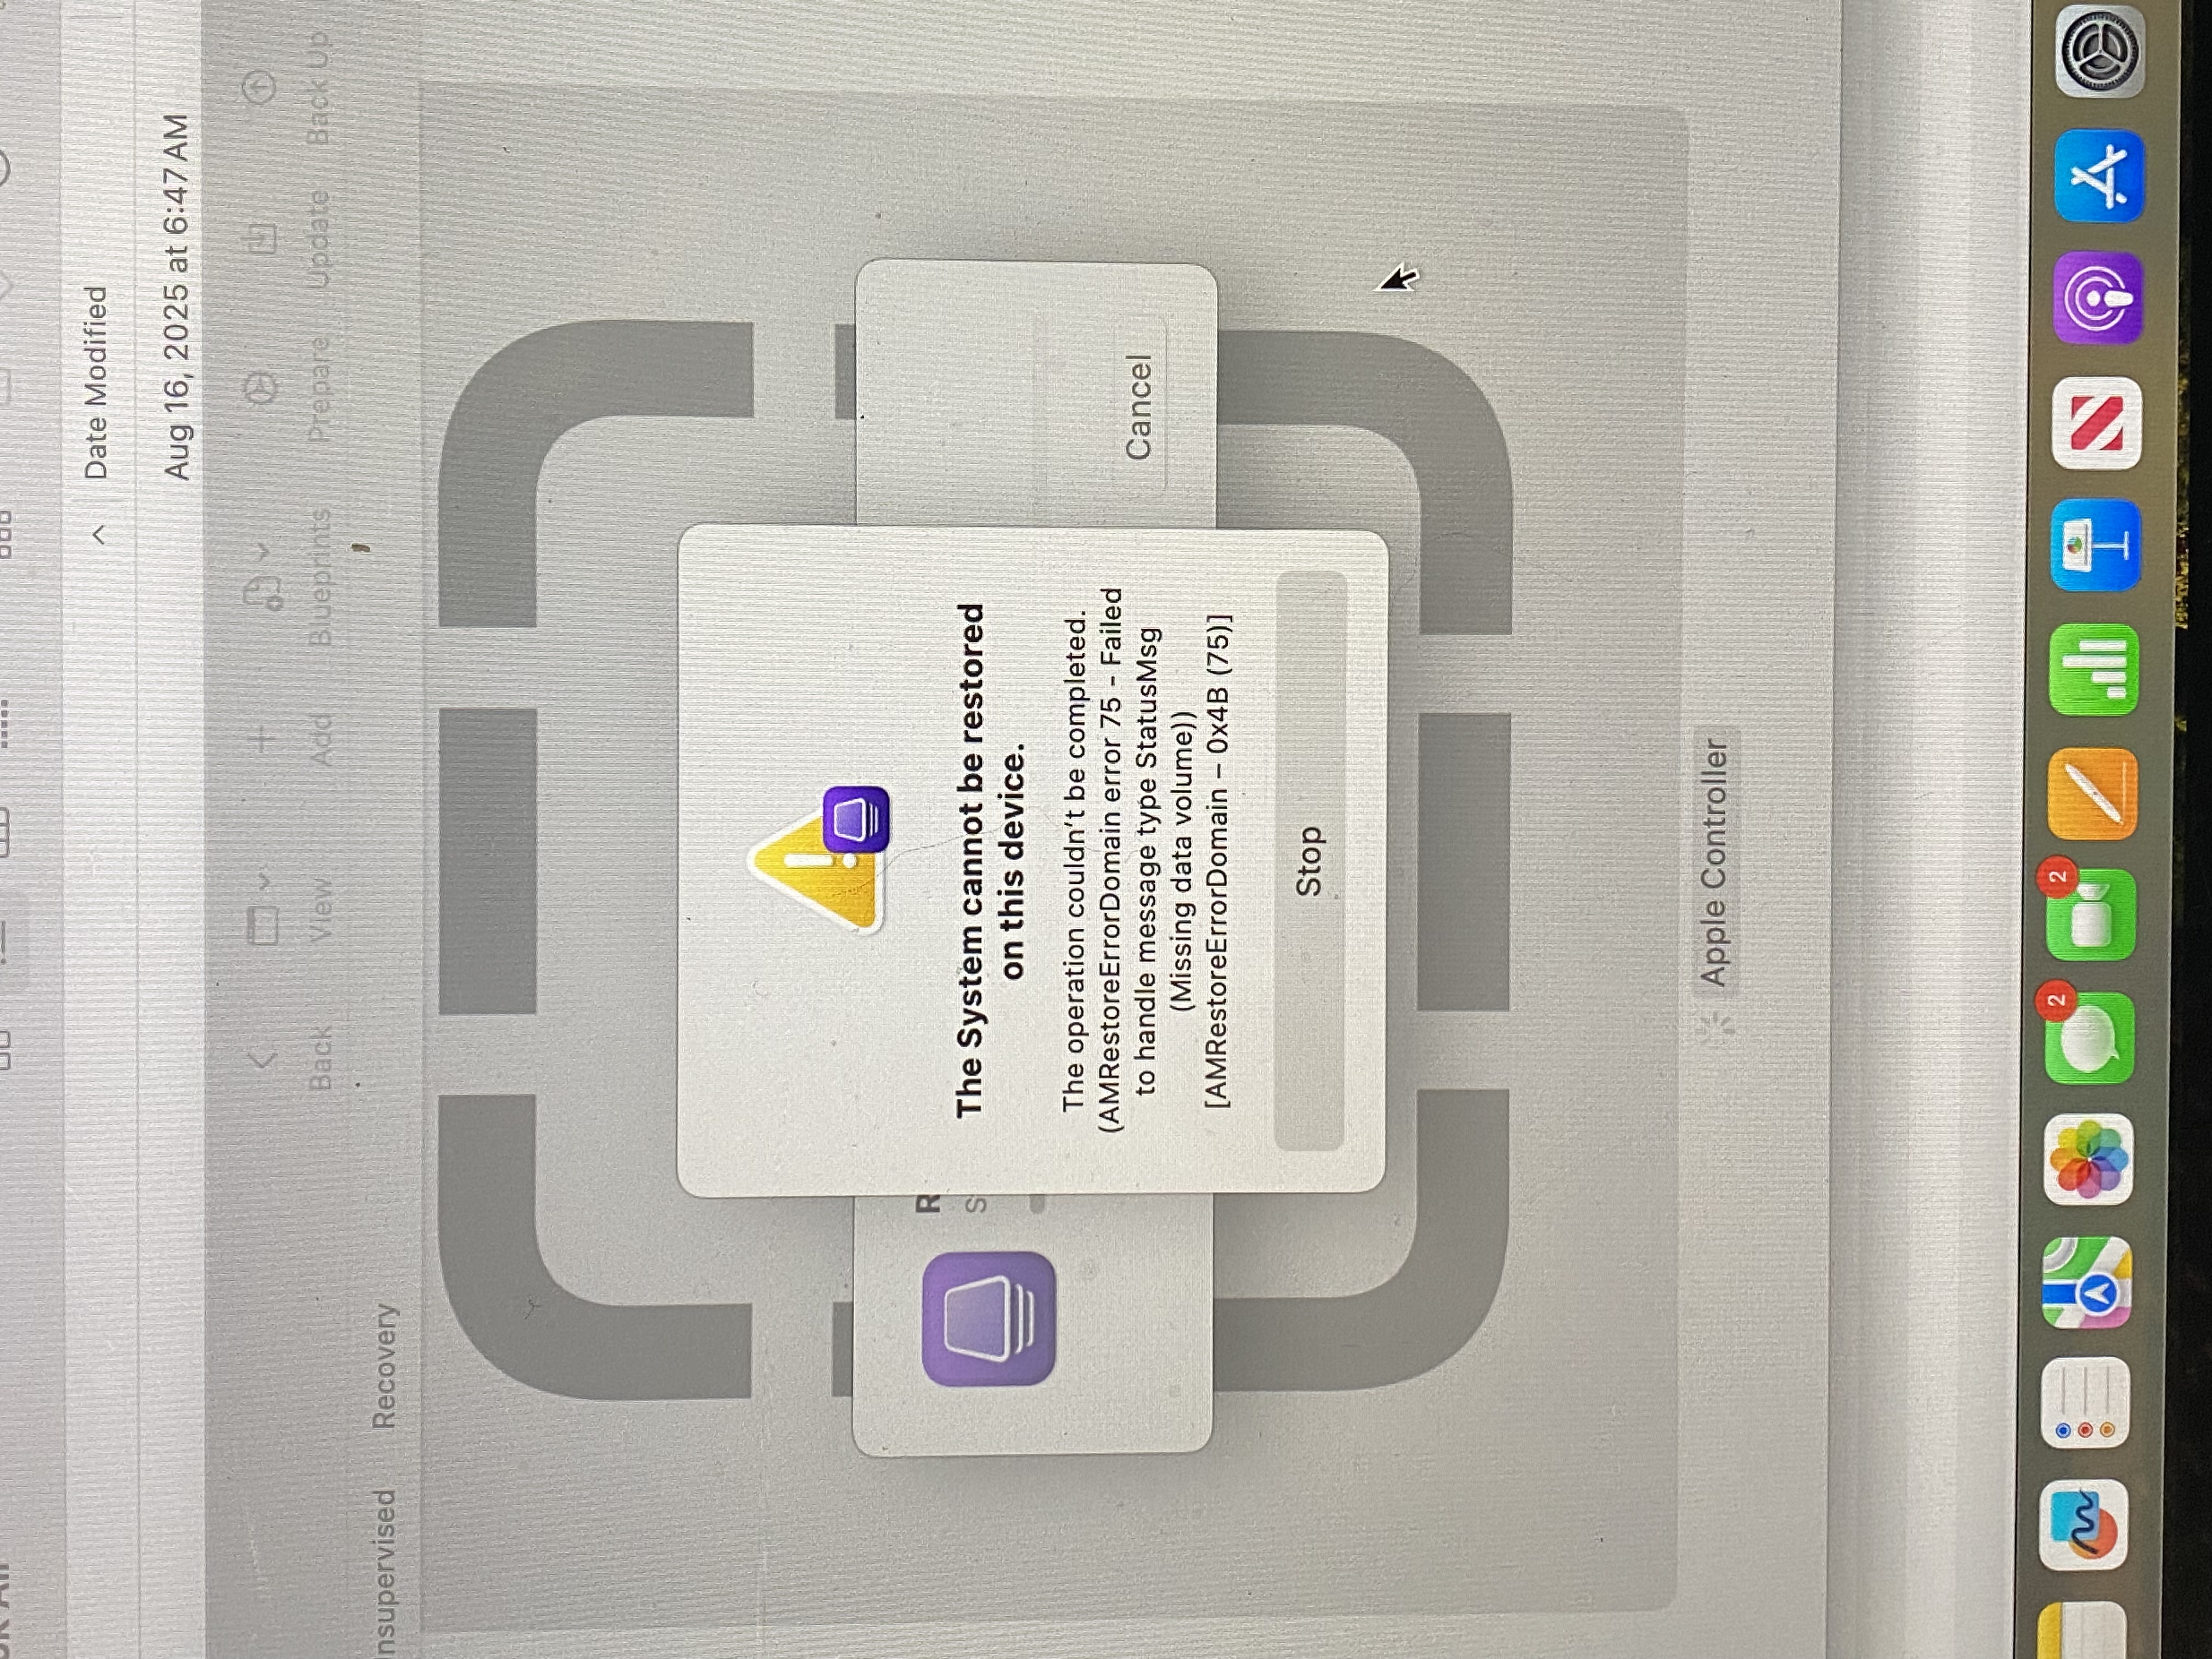 Date Modified
Aug 16, 2025 at 6:47 AM
Back
View
Add
Blueprints
Prepare
Update
Back Up
nsupervised
Recovery
R
S
The System cannot be restored
on this device.
The operation couldn't be completed.
(AMRestoreErrorDomain error 75 - Failed
to handle message type StatusMsg
(Missing data volume))
[AMRestoreErrorDomain – 0x4B (75)]
Cancel
Stop
Apple Controller
2
2